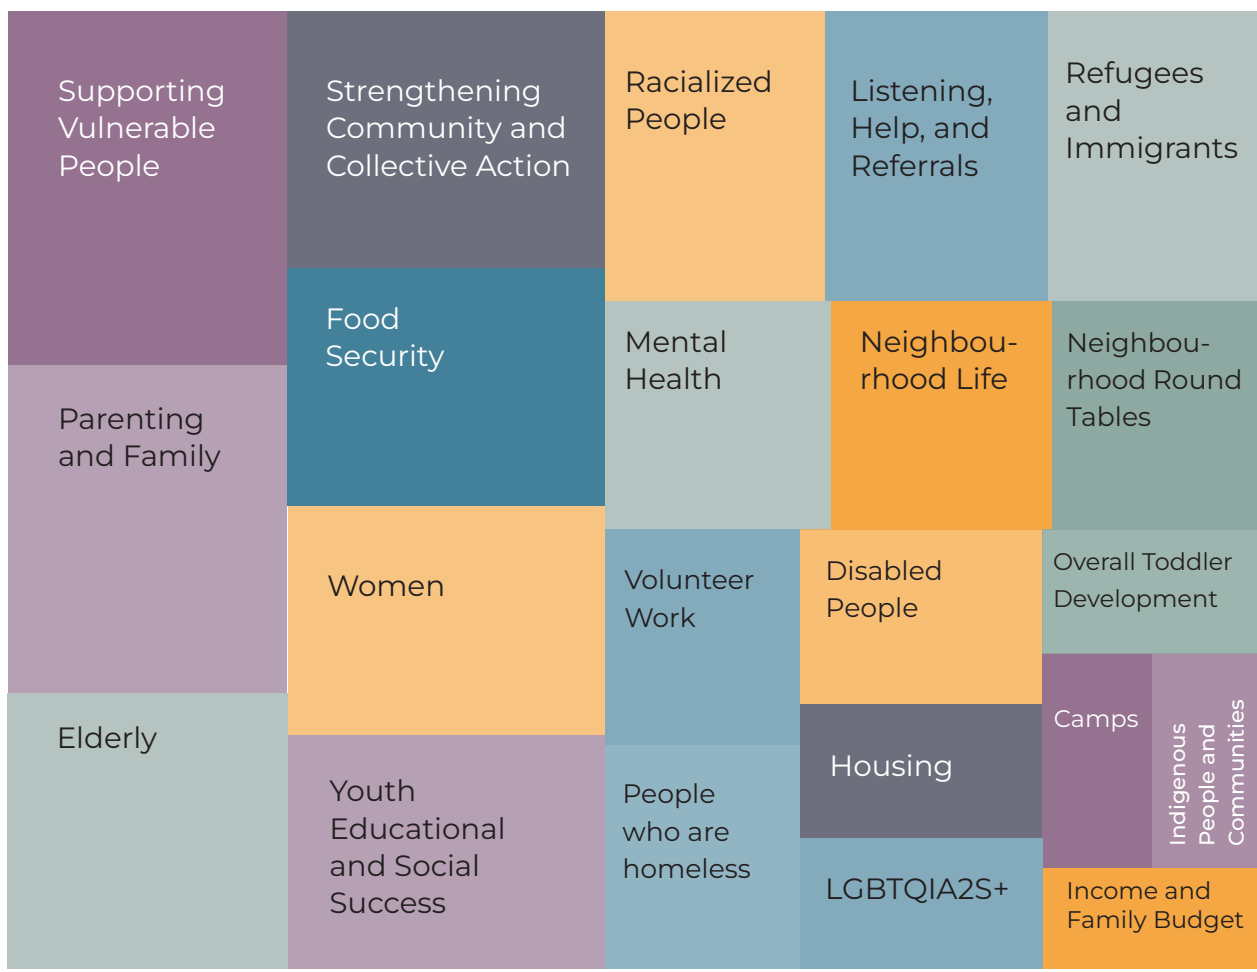 Supporting
Vulnerable
People
Strengthening
Community and
Collective Action
Racialized
People
Listening,
Help, and
Referrals
Refugees
and
Immigrants
Food
Security
Mental
Health
Neighbou-
rhood Life
Neighbou-
rhood Round
Tables
Parenting
and Family
Women
Volunteer
Work
Disabled
People
Overall Toddler
Development
Elderly
Youth
Educational
and Social
Success
People
who are
homeless
Housing
Camps
Indigenous
People and
Communities
LGBTQIA2S+
Income and
Family Budget